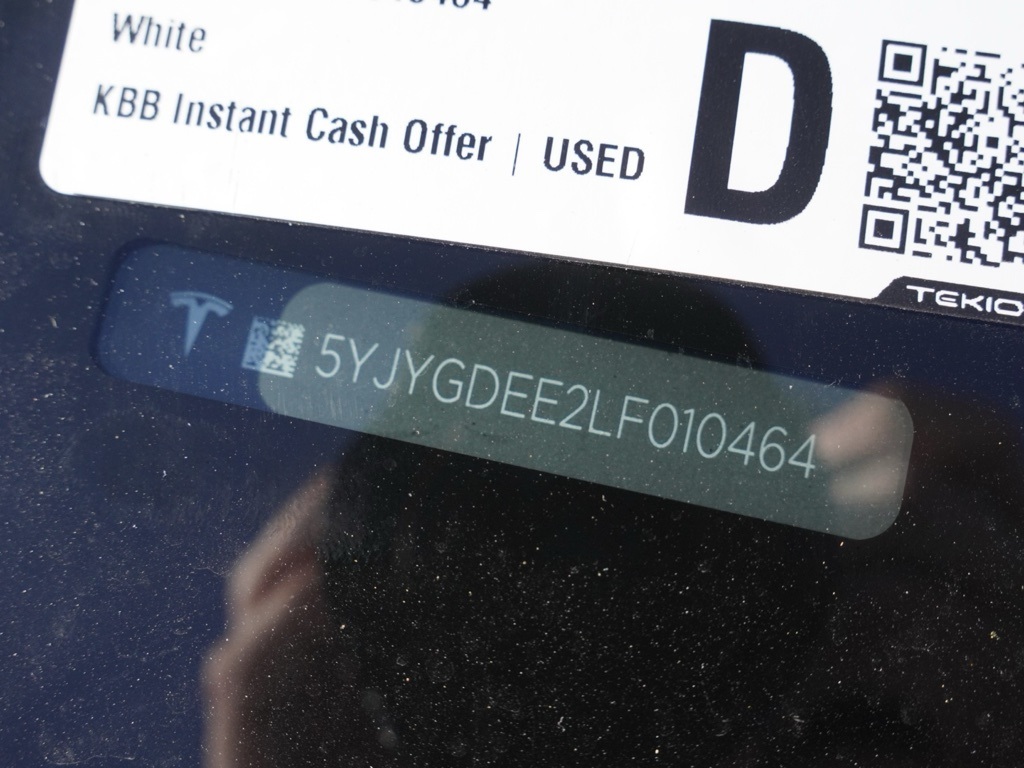 White
KBB Instant Cash Offer | USED
D
TEKIO
5YJYGDEE2LF010464